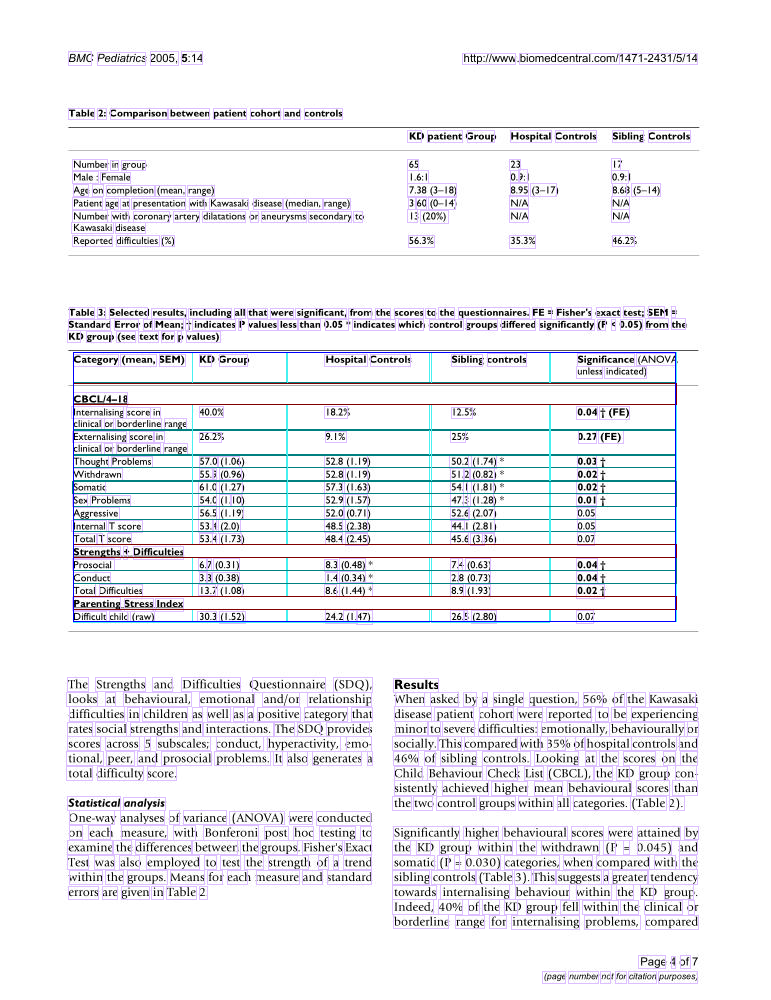 BMC Pediatrics 2005, 5:14 http://www.biomedcentral.com/1471-2431/5/14
Table 2: Comparison between patient cohort and controls
KD patient Group Hospital Controls Sibling Controls
Number in group 65 23 17
Male : Female 1.6:1 0.9:1 0.9:1
Age on completion (mean, range) 7.38 (3–18) 8.95 (3–17) 8.68 (5–14)
Patient age at presentation with Kawasaki disease (median, range) 3.60 (0–14) N/A N/A
Number with coronary artery dilatations or aneurysms secondary to 13 (20%) N/A N/A
Kawasaki disease
Reported difficulties (%) 56.3% 35.3% 46.2%
Table 3: Selected results, including all that were significant, from the scores to the questionnaires. FE = Fisher's exact test; SEM =
Standard Error of Mean; † indicates P values less than 0.05 * indicates which control groups differed significantly (P < 0.05) from the
KD group (see text for p values)
Category (mean, SEM) KD Group Hospital Controls Sibling controls Significance (ANOVA
unless indicated)
CBCL/4–18
Internalising score in 40.0% 18.2% 12.5% 0.04 † (FE)
clinical or borderline range
Externalising score in 26.2% 9.1% 25% 0.27 (FE)
clinical or borderline range
Thought Problems 57.0 (1.06) 52.8 (1.19) 50.2 (1.74) * 0.03 †
Withdrawn 55.5 (0.96) 52.8 (1.19) 51.2 (0.82) * 0.02 †
Somatic 61.0 (1.27) 57.3 (1.63) 54.1 (1.81) * 0.02 †
Sex Problems 54.0 (1.10) 52.9 (1.57) 47.3 (1.28) * 0.01 †
Aggressive 56.5 (1.19) 52.0 (0.71) 52.6 (2.07) 0.05
Internal T score 53.4 (2.0) 48.5 (2.38) 44.1 (2.81) 0.05
Total T score 53.4 (1.73) 48.4 (2.45) 45.6 (3.36) 0.07
Strengths + Difficulties
Prosocial 6.7 (0.31) 8.3 (0.48) * 7.4 (0.63) 0.04 †
Conduct 3.3 (0.38) 1.4 (0.34) * 2.8 (0.73) 0.04 †
Total Difficulties 13.7 (1.08) 8.6 (1.44) * 8.9 (1.93) 0.02 †
Parenting Stress Index
Difficult child (raw) 30.3 (1.52) 24.2 (1.47) 26.5 (2.80) 0.07
The Strengths and Difficulties Questionnaire (SDQ),
looks at behavioural, emotional and/or relationship
difficulties in children as well as a positive category that
rates social strengths and interactions. The SDQ provides
scores across 5 subscales; conduct, hyperactivity, emo-
tional, peer, and prosocial problems. It also generates a
total difficulty score.
Statistical analysis
One-way analyses of variance (ANOVA) were conducted
on each measure, with Bonferoni post hoc testing to
examine the differences between the groups. Fisher's Exact
Test was also employed to test the strength of a trend
within the groups. Means for each measure and standard
errors are given in Table 2
Results
When asked by a single question, 56% of the Kawasaki
disease patient cohort were reported to be experiencing
minor to severe difficulties: emotionally, behaviourally or
socially. This compared with 35% of hospital controls and
46% of sibling controls. Looking at the scores on the
Child Behaviour Check List (CBCL), the KD group con-
sistently achieved higher mean behavioural scores than
the two control groups within all categories. (Table 2).
Significantly higher behavioural scores were attained by
the KD group within the withdrawn (P = 0.045) and
somatic (P = 0.030) categories, when compared with the
sibling controls (Table 3). This suggests a greater tendency
towards internalising behaviour within the KD group.
Indeed, 40% of the KD group fell within the clinical or
borderline range for internalising problems, compared
Page 4 of 7
(page number not for citation purposes)